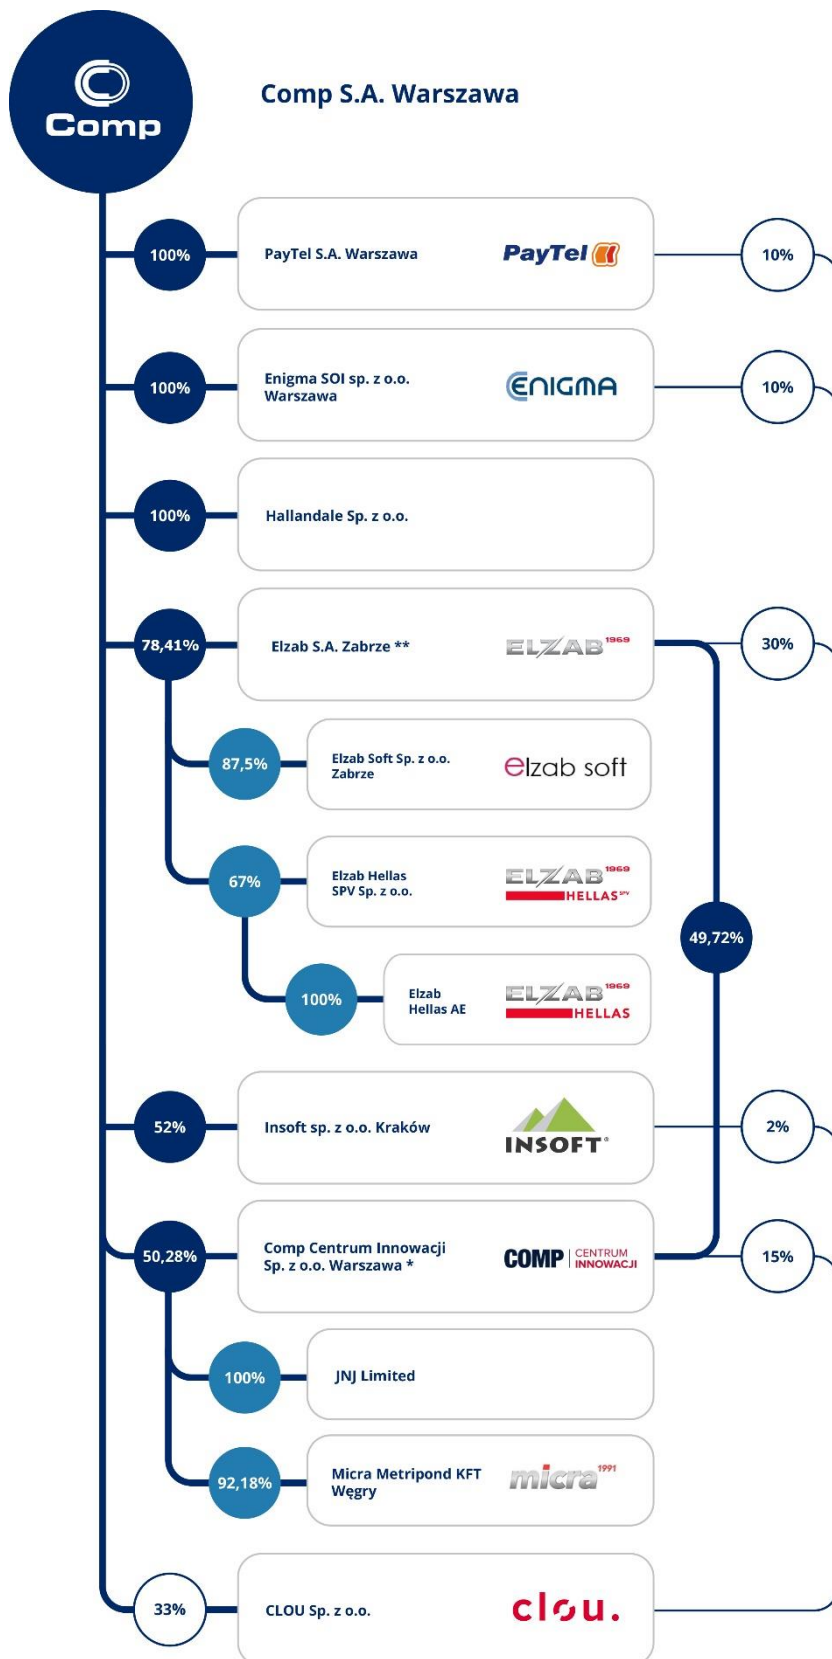 Comp
Comp S.A. Warszawa
100%
PayTel S.A. Warszawa
PayTel
10%
100%
Enigma SOI sp. z o.o.
Warszawa
ENIGMA
10%
100%
Hallandale Sp. z o.o.
78,41%
Elzab S.A. Zabrze **
ELZAB 1969
30%
87,5%
Elzab Soft Sp. z o.o.
Zabrze
elzab soft
67%
Elzab Hellas
SPV Sp. z o.o.
ELZAB 1969
HELLAS SPV
49,72%
100%
Elzab
Hellas AE
ELZAB 1969
HELLAS
52%
Insoft sp. z o.o. Kraków
INSOFT®
2%
50,28%
Comp Centrum Innowacji
Sp. z o.o. Warszawa *
COMP CENTRUM
INNOWACJI
15%
100%
JNJ Limited
92,18%
Micra Metripond KFT
Węgry
micra 1991
33%
CLOU Sp. z o.o.
clou.